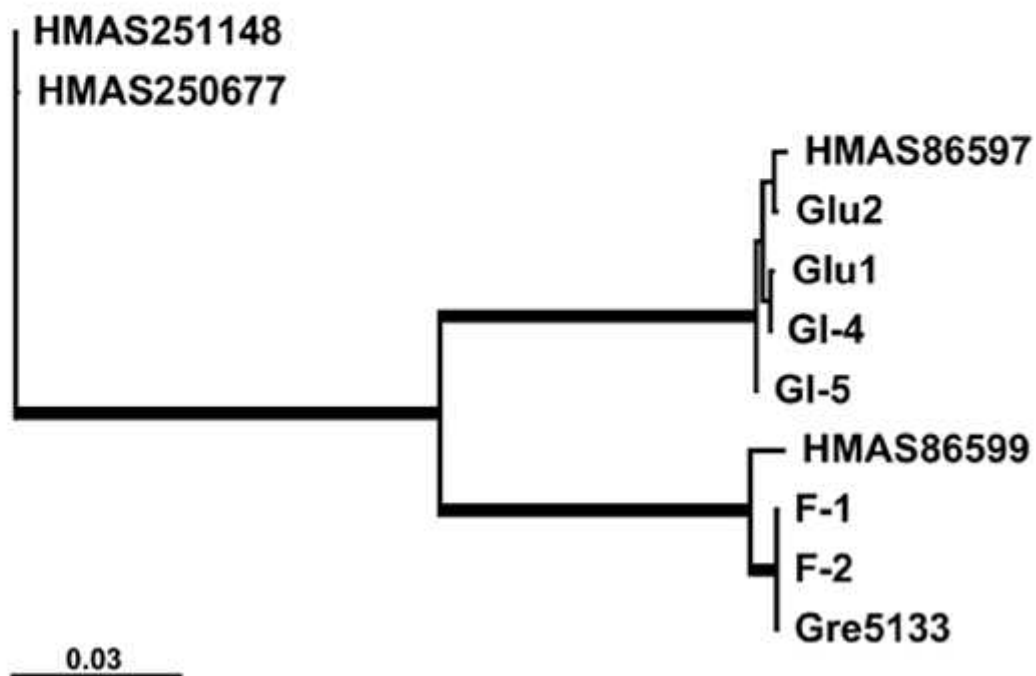 HMAS251148
HMAS250677
HMAS86597
Glu2
Glu1
Gl-4
Gl-5
HMAS86599
F-1
F-2
Gre5133
0.03